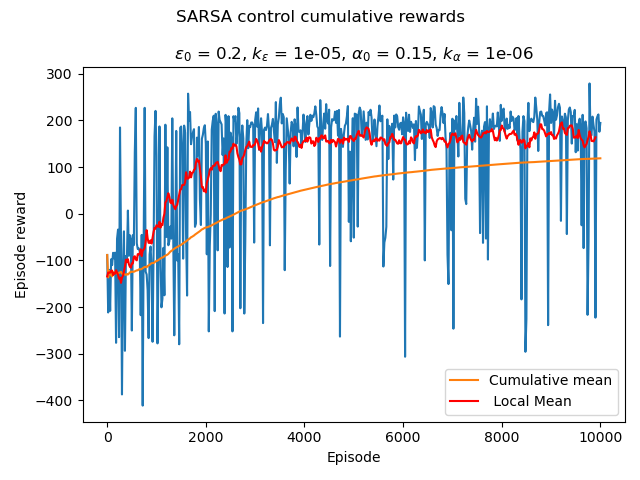 SARSA control cumulative rewards
ε₀ = 0.2, kε = 1e-05, α₀ = 0.15, kα = 1e-06
Episode reward
300
200
100
0
−100
−200
−300
−400
0 2000 4000 6000 8000 10000
Episode
Cumulative mean
Local Mean